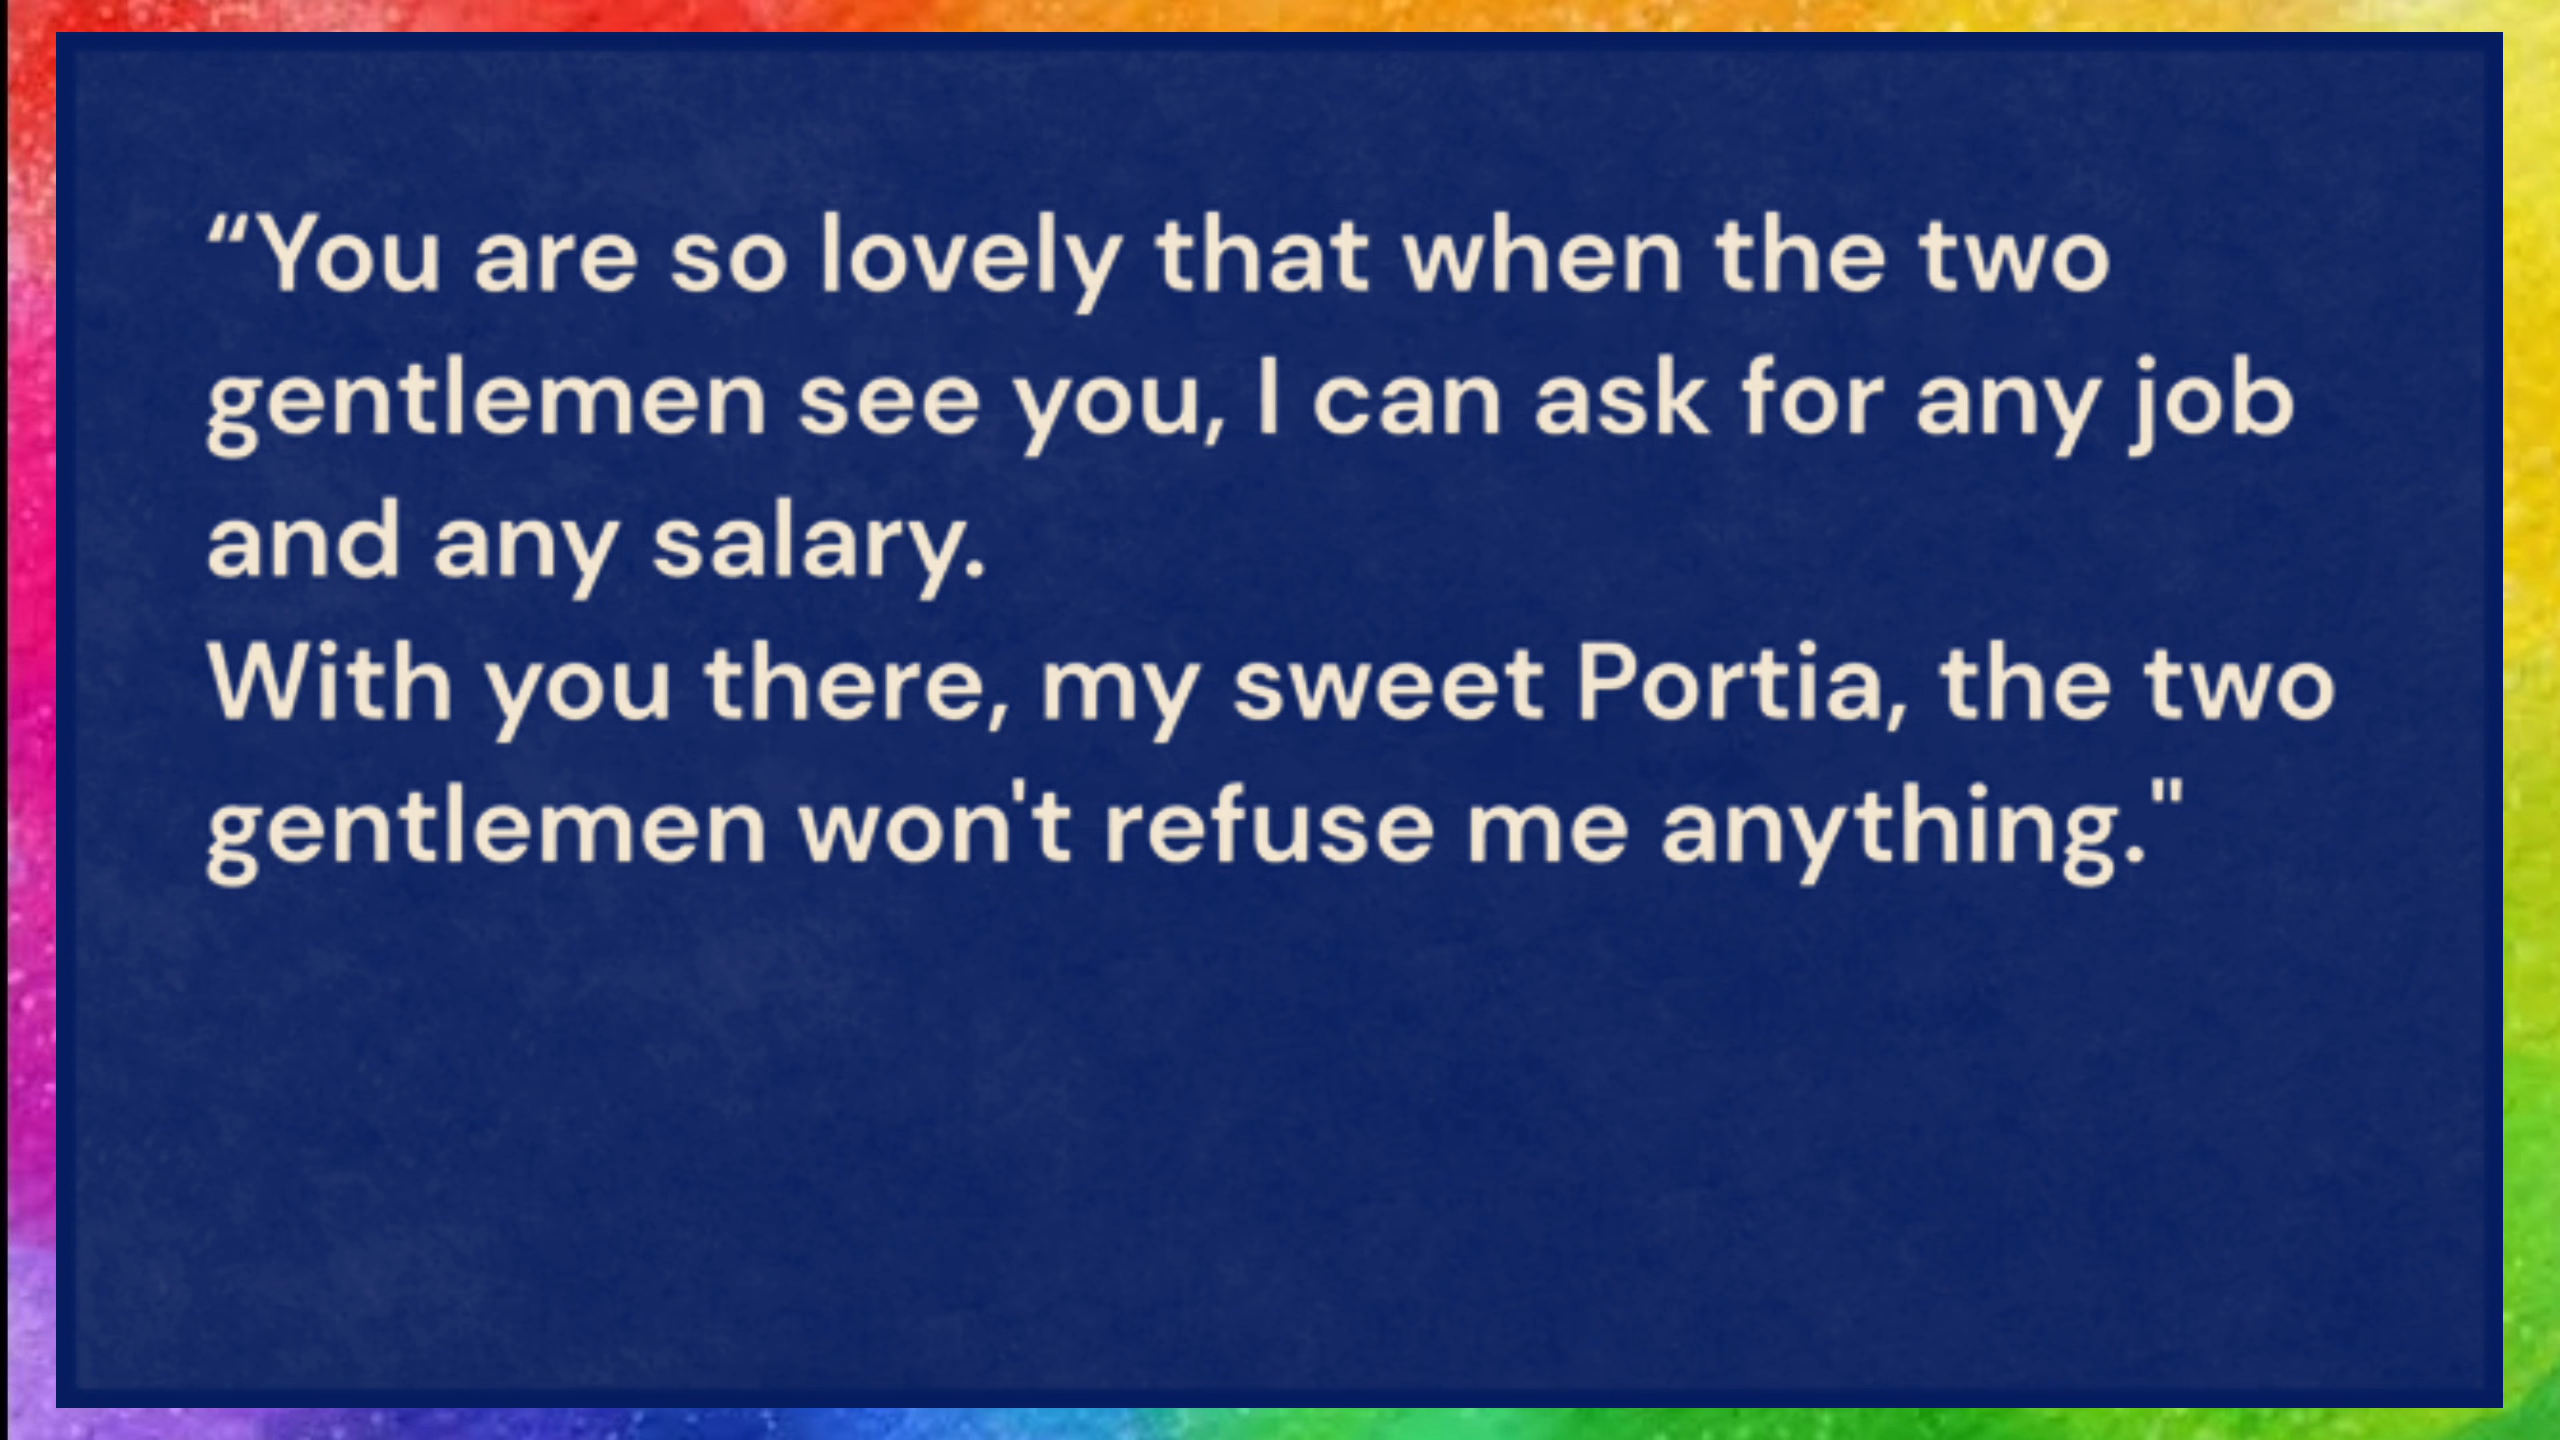 “You are so lovely that when the two
gentlemen see you, I can ask for any job
and any salary.
With you there, my sweet Portia, the two
gentlemen won't refuse me anything."